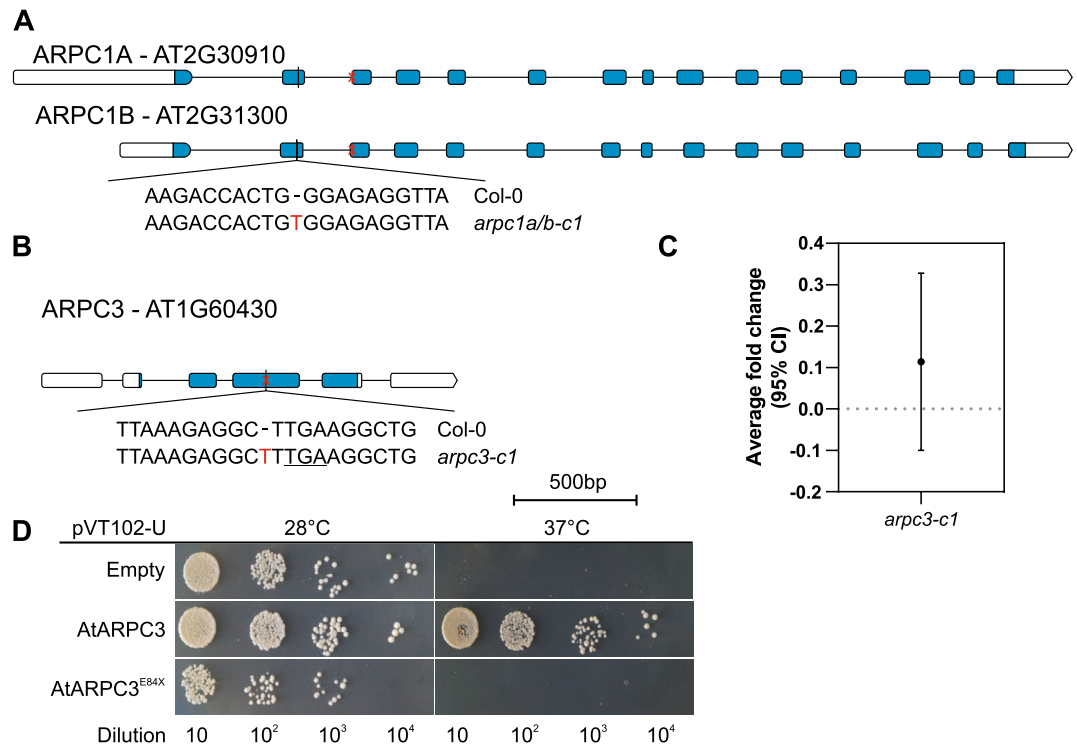 A
ARPC1A - AT2G30910
ARPC1B - AT2G31300
AAGACCACTG-GGAGAGGTTA Col-0
AAGACCACTGTGGAGAGGTTA arpc1a/b-c1
B
ARPC3 - AT1G60430
TTAAAGAGGC-TTGAAGGCTG Col-0
TTAAAGAGGCTTTGAAGGCTG arpc3-c1
500bp
C
Average fold change
(95% CI)
0.4
0.3
0.2
0.1
0.0
-0.1
-0.2
arpc3-c1
D
pVT102-U 28°C 37°C
Empty
AtARPC3
AtARPC3E84X
Dilution 10 10² 10³ 10⁴ 10 10² 10³ 10⁴